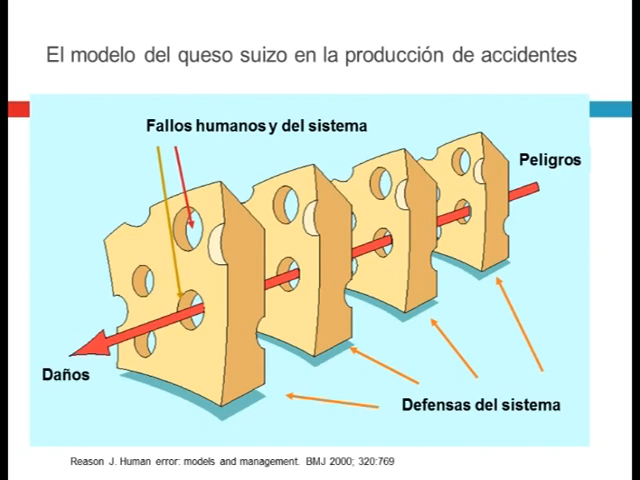 El modelo del queso suizo en la producción de accidentes
Fallos humanos y del sistema
Peligros
Daños
Defensas del sistema
Reason J. Human error: models and management. BMJ 2000; 320:769